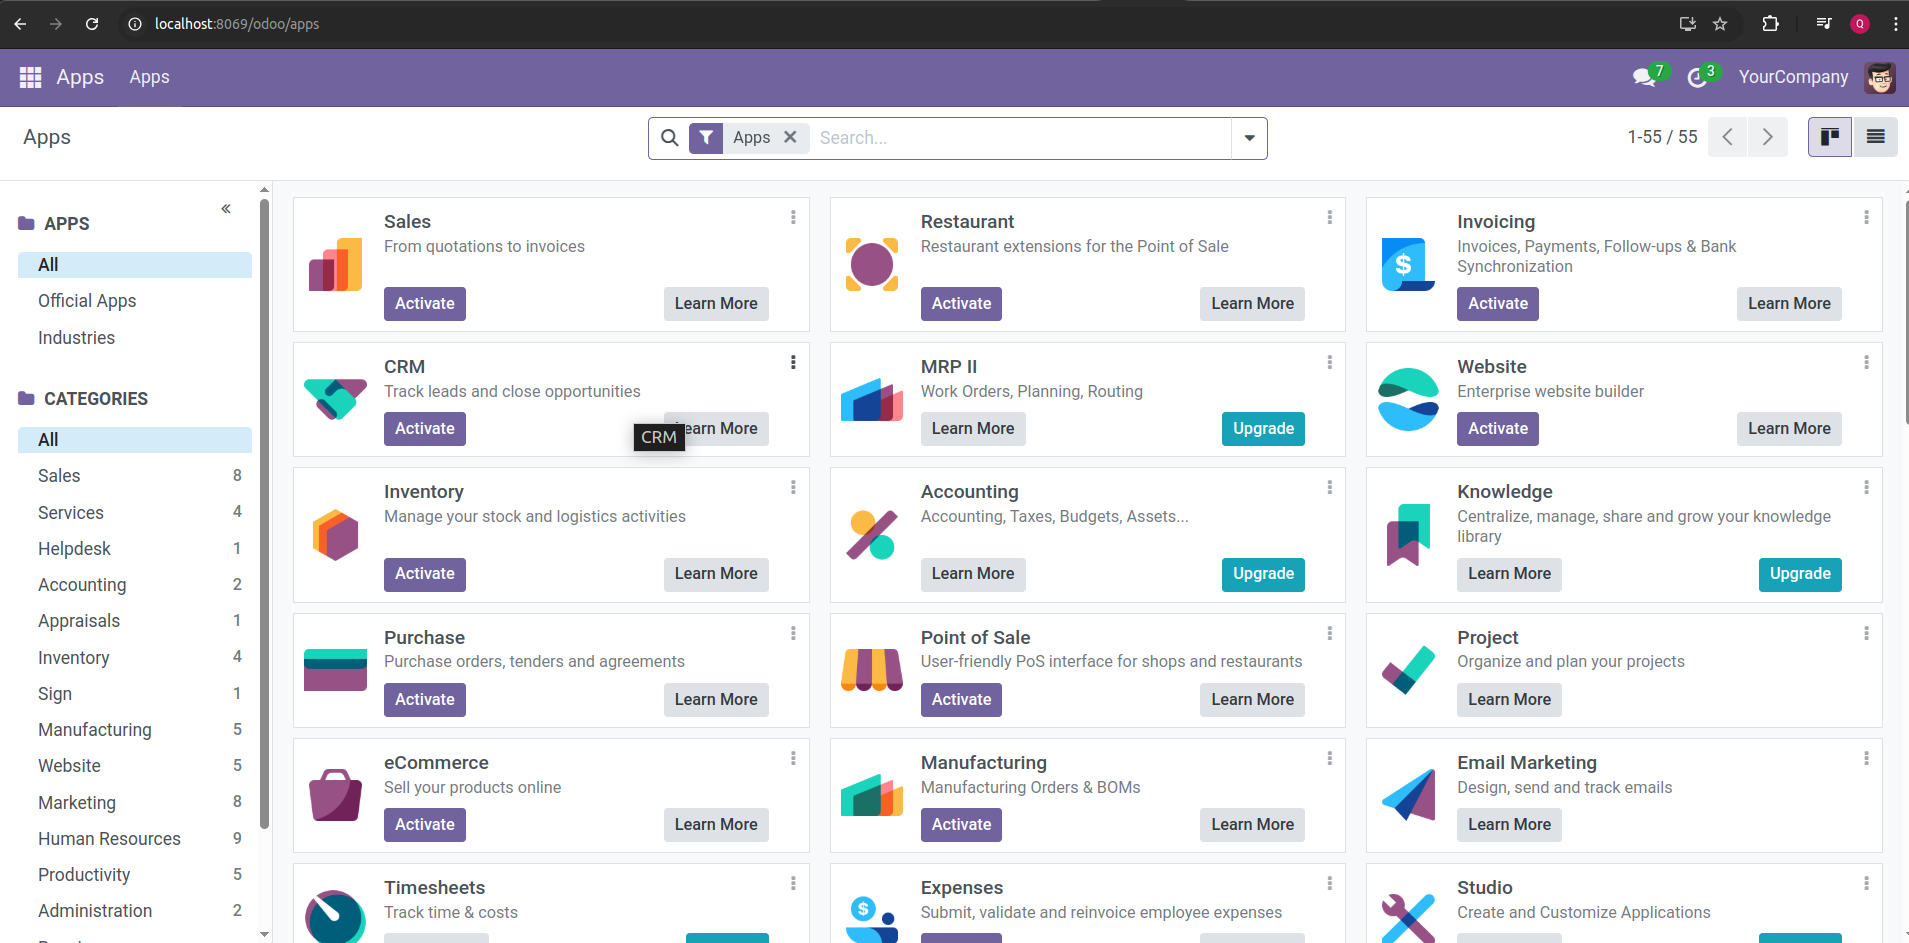 localhost:8069/odoo/apps
Q
Apps
Apps
7
3
YourCompany
Apps
Apps
Search...
1-55 / 55
APPS
All
Official Apps
Industries
CATEGORIES
All
Sales 8
Services 4
Helpdesk 1
Accounting 2
Appraisals 1
Inventory 4
Sign 1
Manufacturing 5
Website 5
Marketing 8
Human Resources 9
Productivity 5
Administration 2
Sales
From quotations to invoices
Activate
Learn More
Restaurant
Restaurant extensions for the Point of Sale
Activate
Learn More
Invoicing
Invoices, Payments, Follow-ups & Bank
Synchronization
Activate
Learn More
CRM
Track leads and close opportunities
Activate
Learn More
CRM
MRP II
Work Orders, Planning, Routing
Learn More
Upgrade
Website
Enterprise website builder
Activate
Learn More
Inventory
Manage your stock and logistics activities
Activate
Learn More
Accounting
Accounting, Taxes, Budgets, Assets...
Learn More
Upgrade
Knowledge
Centralize, manage, share and grow your knowledge
library
Learn More
Upgrade
Purchase
Purchase orders, tenders and agreements
Activate
Learn More
Point of Sale
User-friendly PoS interface for shops and restaurants
Activate
Learn More
Project
Organize and plan your projects
Learn More
eCommerce
Sell your products online
Activate
Learn More
Manufacturing
Manufacturing Orders & BOMs
Activate
Learn More
Email Marketing
Design, send and track emails
Learn More
Timesheets
Track time & costs
Expenses
Submit, validate and reinvoice employee expenses
Studio
Create and Customize Applications